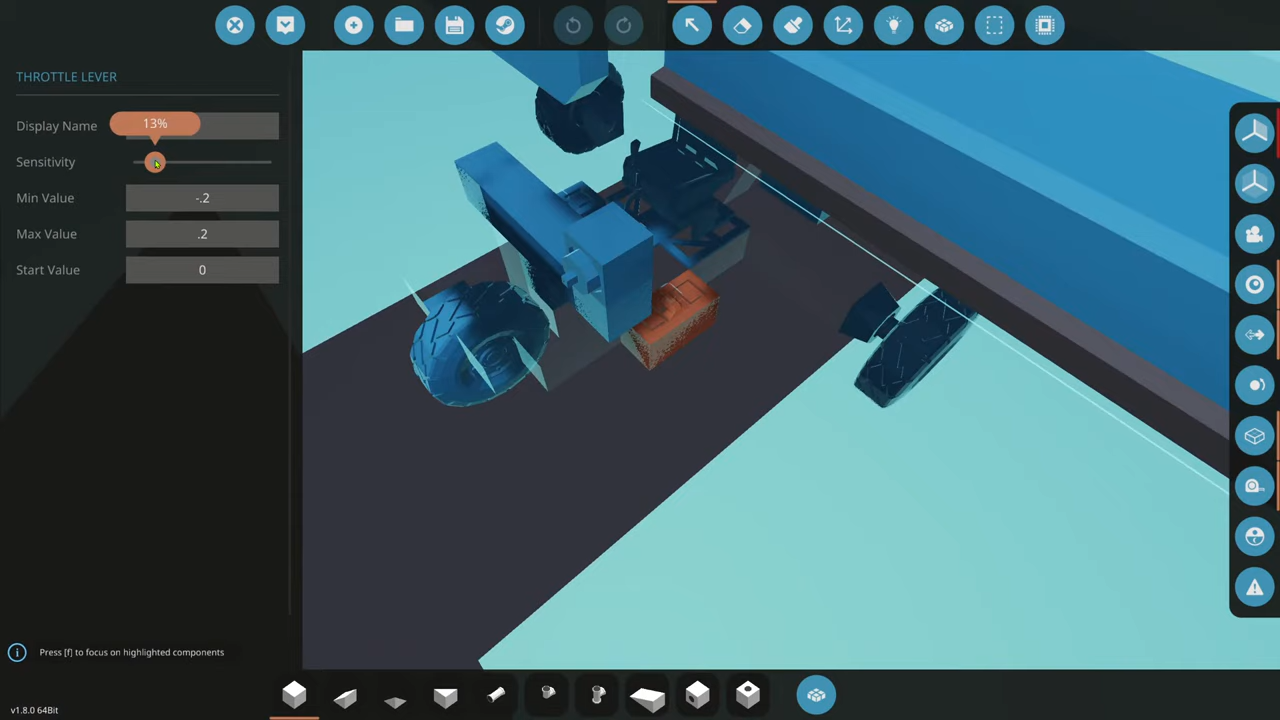 THROTTLE LEVER
Display Name
13%
Sensitivity
Min Value -.2
Max Value .2
Start Value 0
i Press [f] to focus on highlighted components
v1.8.0 64Bit